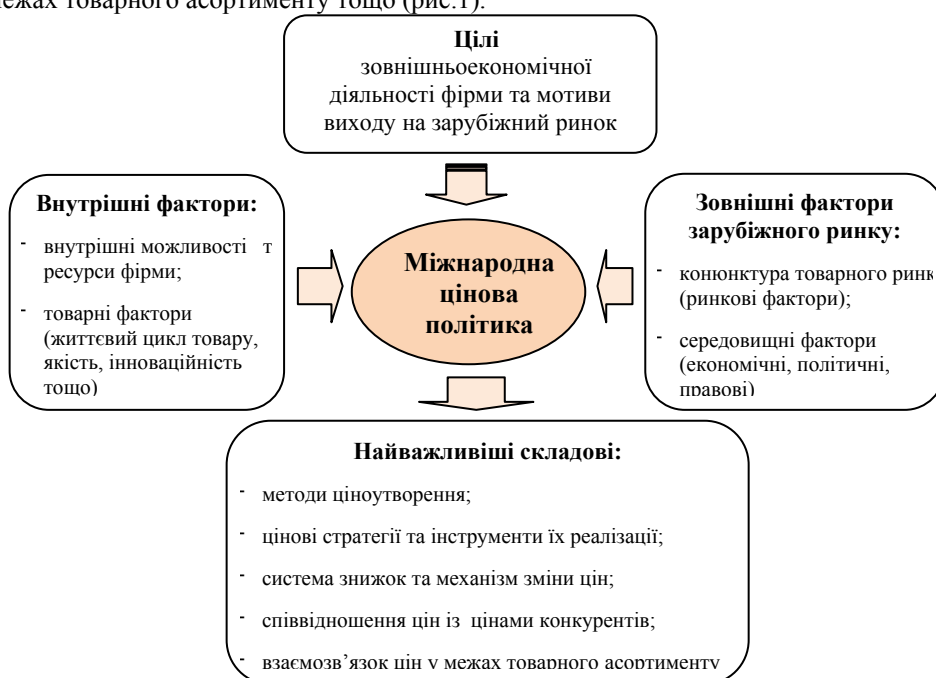 межах товарного асортименту тощо (рис.1).
Цілі
зовнішньоекономічної
діяльності фірми та мотиви
виходу на зарубіжний ринок
Внутрішні фактори:
- внутрішні можливості т
ресурси фірми;
- товарні фактори
(життєвий цикл товару,
якість, інноваційність
тощо)
Міжнародна
цінова
політика
Зовнішні фактори
зарубіжного ринку:
- конюнктура товарного ринк
(ринкові фактори);
- середовищні фактори
(економічні, політичні,
правові)
Найважливіші складові:
- методи ціноутворення;
- цінові стратегії та інструменти їх реалізації;
- система знижок та механізм зміни цін;
- співвідношення цін із цінами конкурентів;
- взаємозв’язок цін у межах товарного асортименту